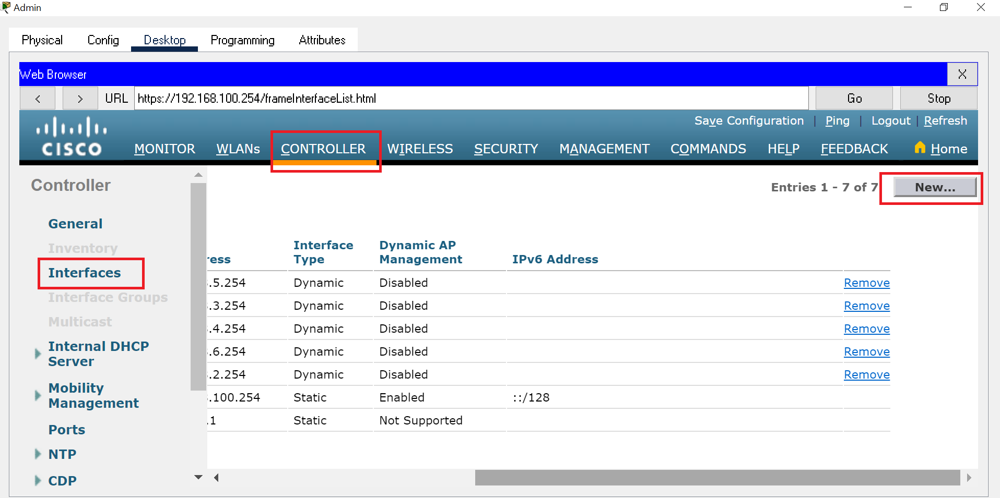 Admin
Physical Config Desktop Programming Attributes
Web Browser X
< > URL https://192.168.100.254/frameInterfaceList.html Go Stop
Save Configuration | Ping | Logout | Refresh
CISCO MONITOR WLANs CONTROLLER WIRELESS SECURITY MANAGEMENT COMMANDS HELP FEEDBACK Home
Controller
General
Inventory
Interfaces
Interface Groups
Multicast
Internal DHCP
Server
Mobility
Management
Ports
NTP
CDP
Entries 1 - 7 of 7 New...
Interface Dynamic AP
ress Type Management IPv6 Address
.5.254 Dynamic Disabled Remove
.3.254 Dynamic Disabled Remove
.4.254 Dynamic Disabled Remove
.6.254 Dynamic Disabled Remove
.2.254 Dynamic Disabled Remove
.100.254 Static Enabled ::/128
.1 Static Not Supported